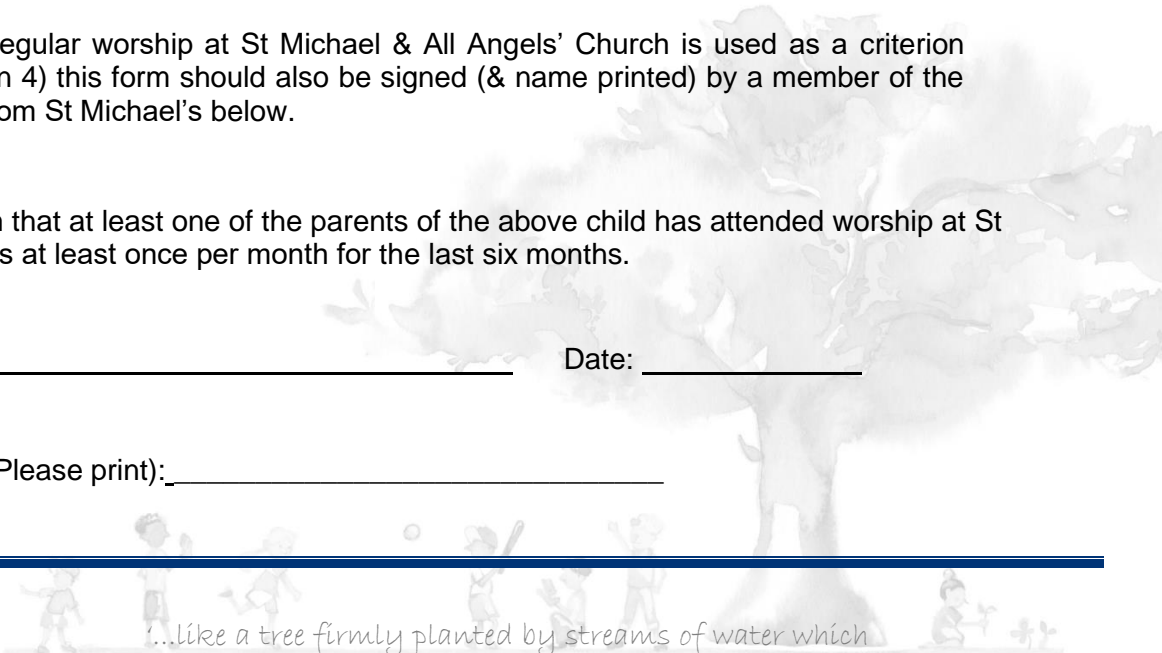 egular worship at St Michael & All Angels’ Church is used as a criterion
n 4) this form should also be signed (& name printed) by a member of the
om St Michael’s below.
that at least one of the parents of the above child has attended worship at St
s at least once per month for the last six months.
Date:
Please print):
‘...like a tree firmly planted by streams of water which